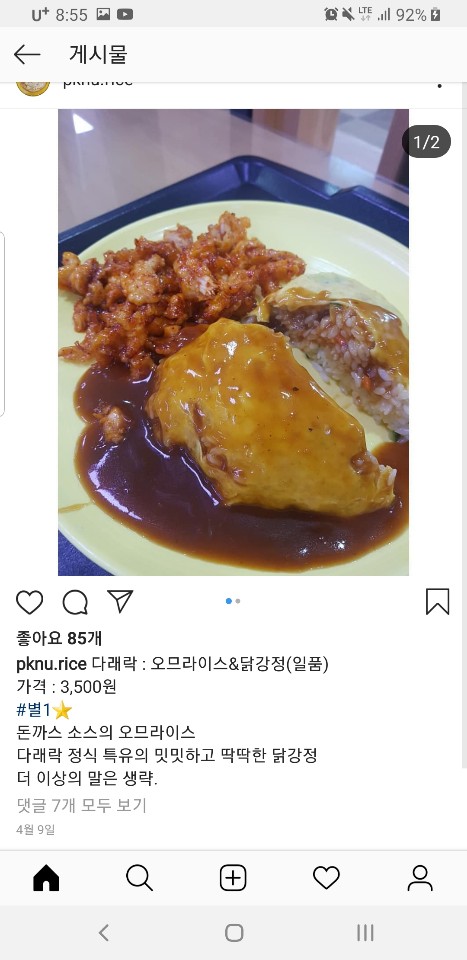 U+ 8:55 LTE 92%
게시물
pknu.rice
1/2
좋아요 85개
pknu.rice 다래락 : 오므라이스&닭강정(일품)
가격 : 3,500원
#별1⭐
돈까스 소스의 오므라이스
다래락 정식 특유의 밋밋하고 딱딱한 닭강정
더 이상의 말은 생략.
댓글 7개 모두 보기
4월 9일